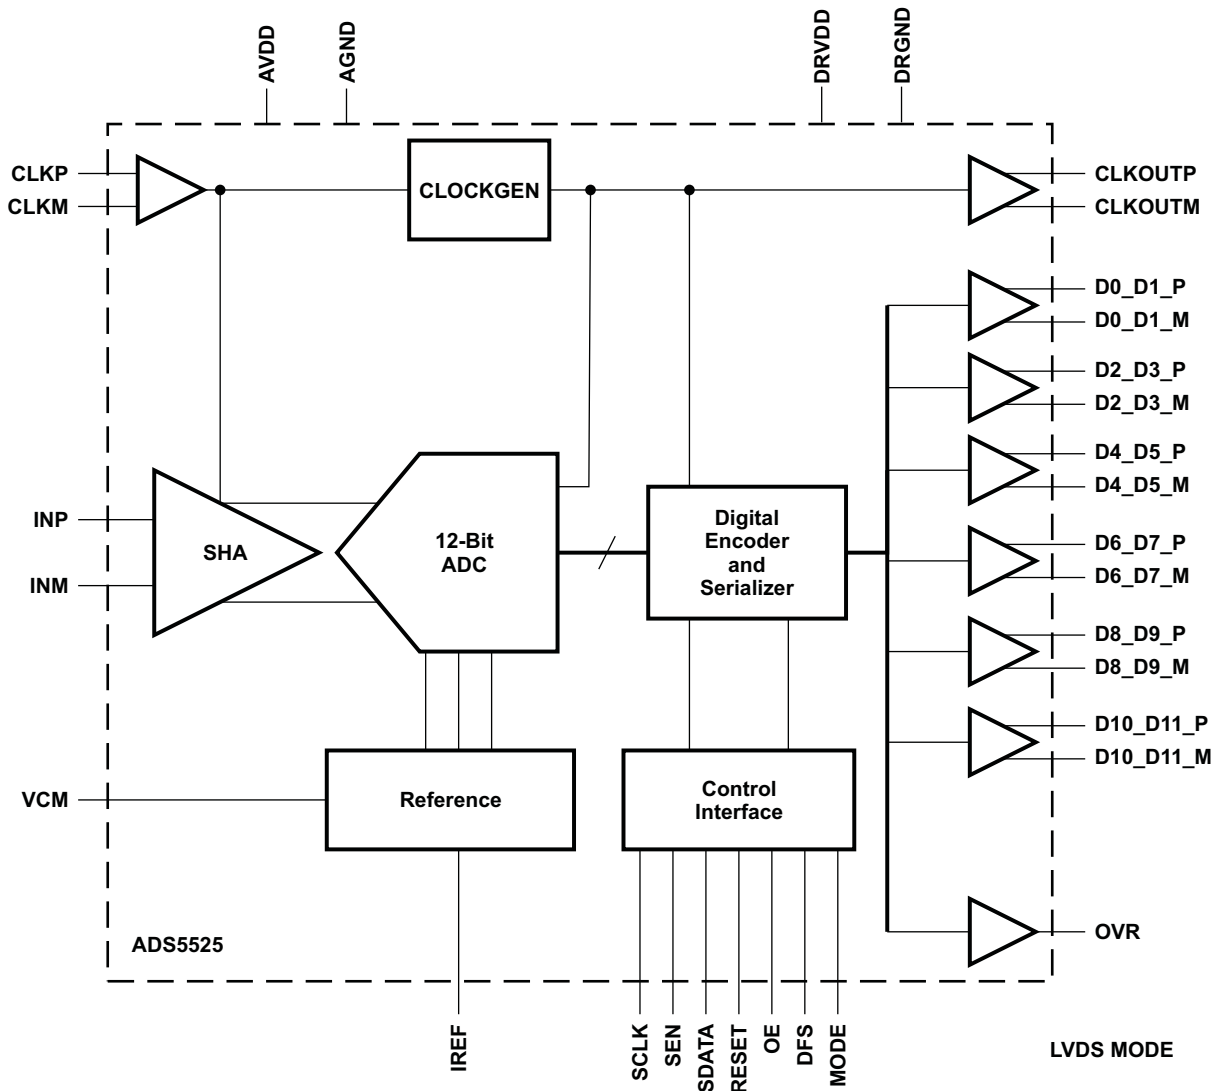 AVDD
AGND
DRVDD
DRGND
CLKP
CLKM
CLOCKGEN
CLKOUTP
CLKOUTM
D0_D1_P
D0_D1_M
D2_D3_P
D2_D3_M
D4_D5_P
D4_D5_M
INP
INM
SHA
12-Bit
ADC
Digital
Encoder
and
Serializer
D6_D7_P
D6_D7_M
D8_D9_P
D8_D9_M
D10_D11_P
D10_D11_M
VCM
Reference
Control
Interface
OVR
ADS5525
IREF
SCLK
SEN
SDATA
RESET
OE
DFS
MODE
LVDS MODE